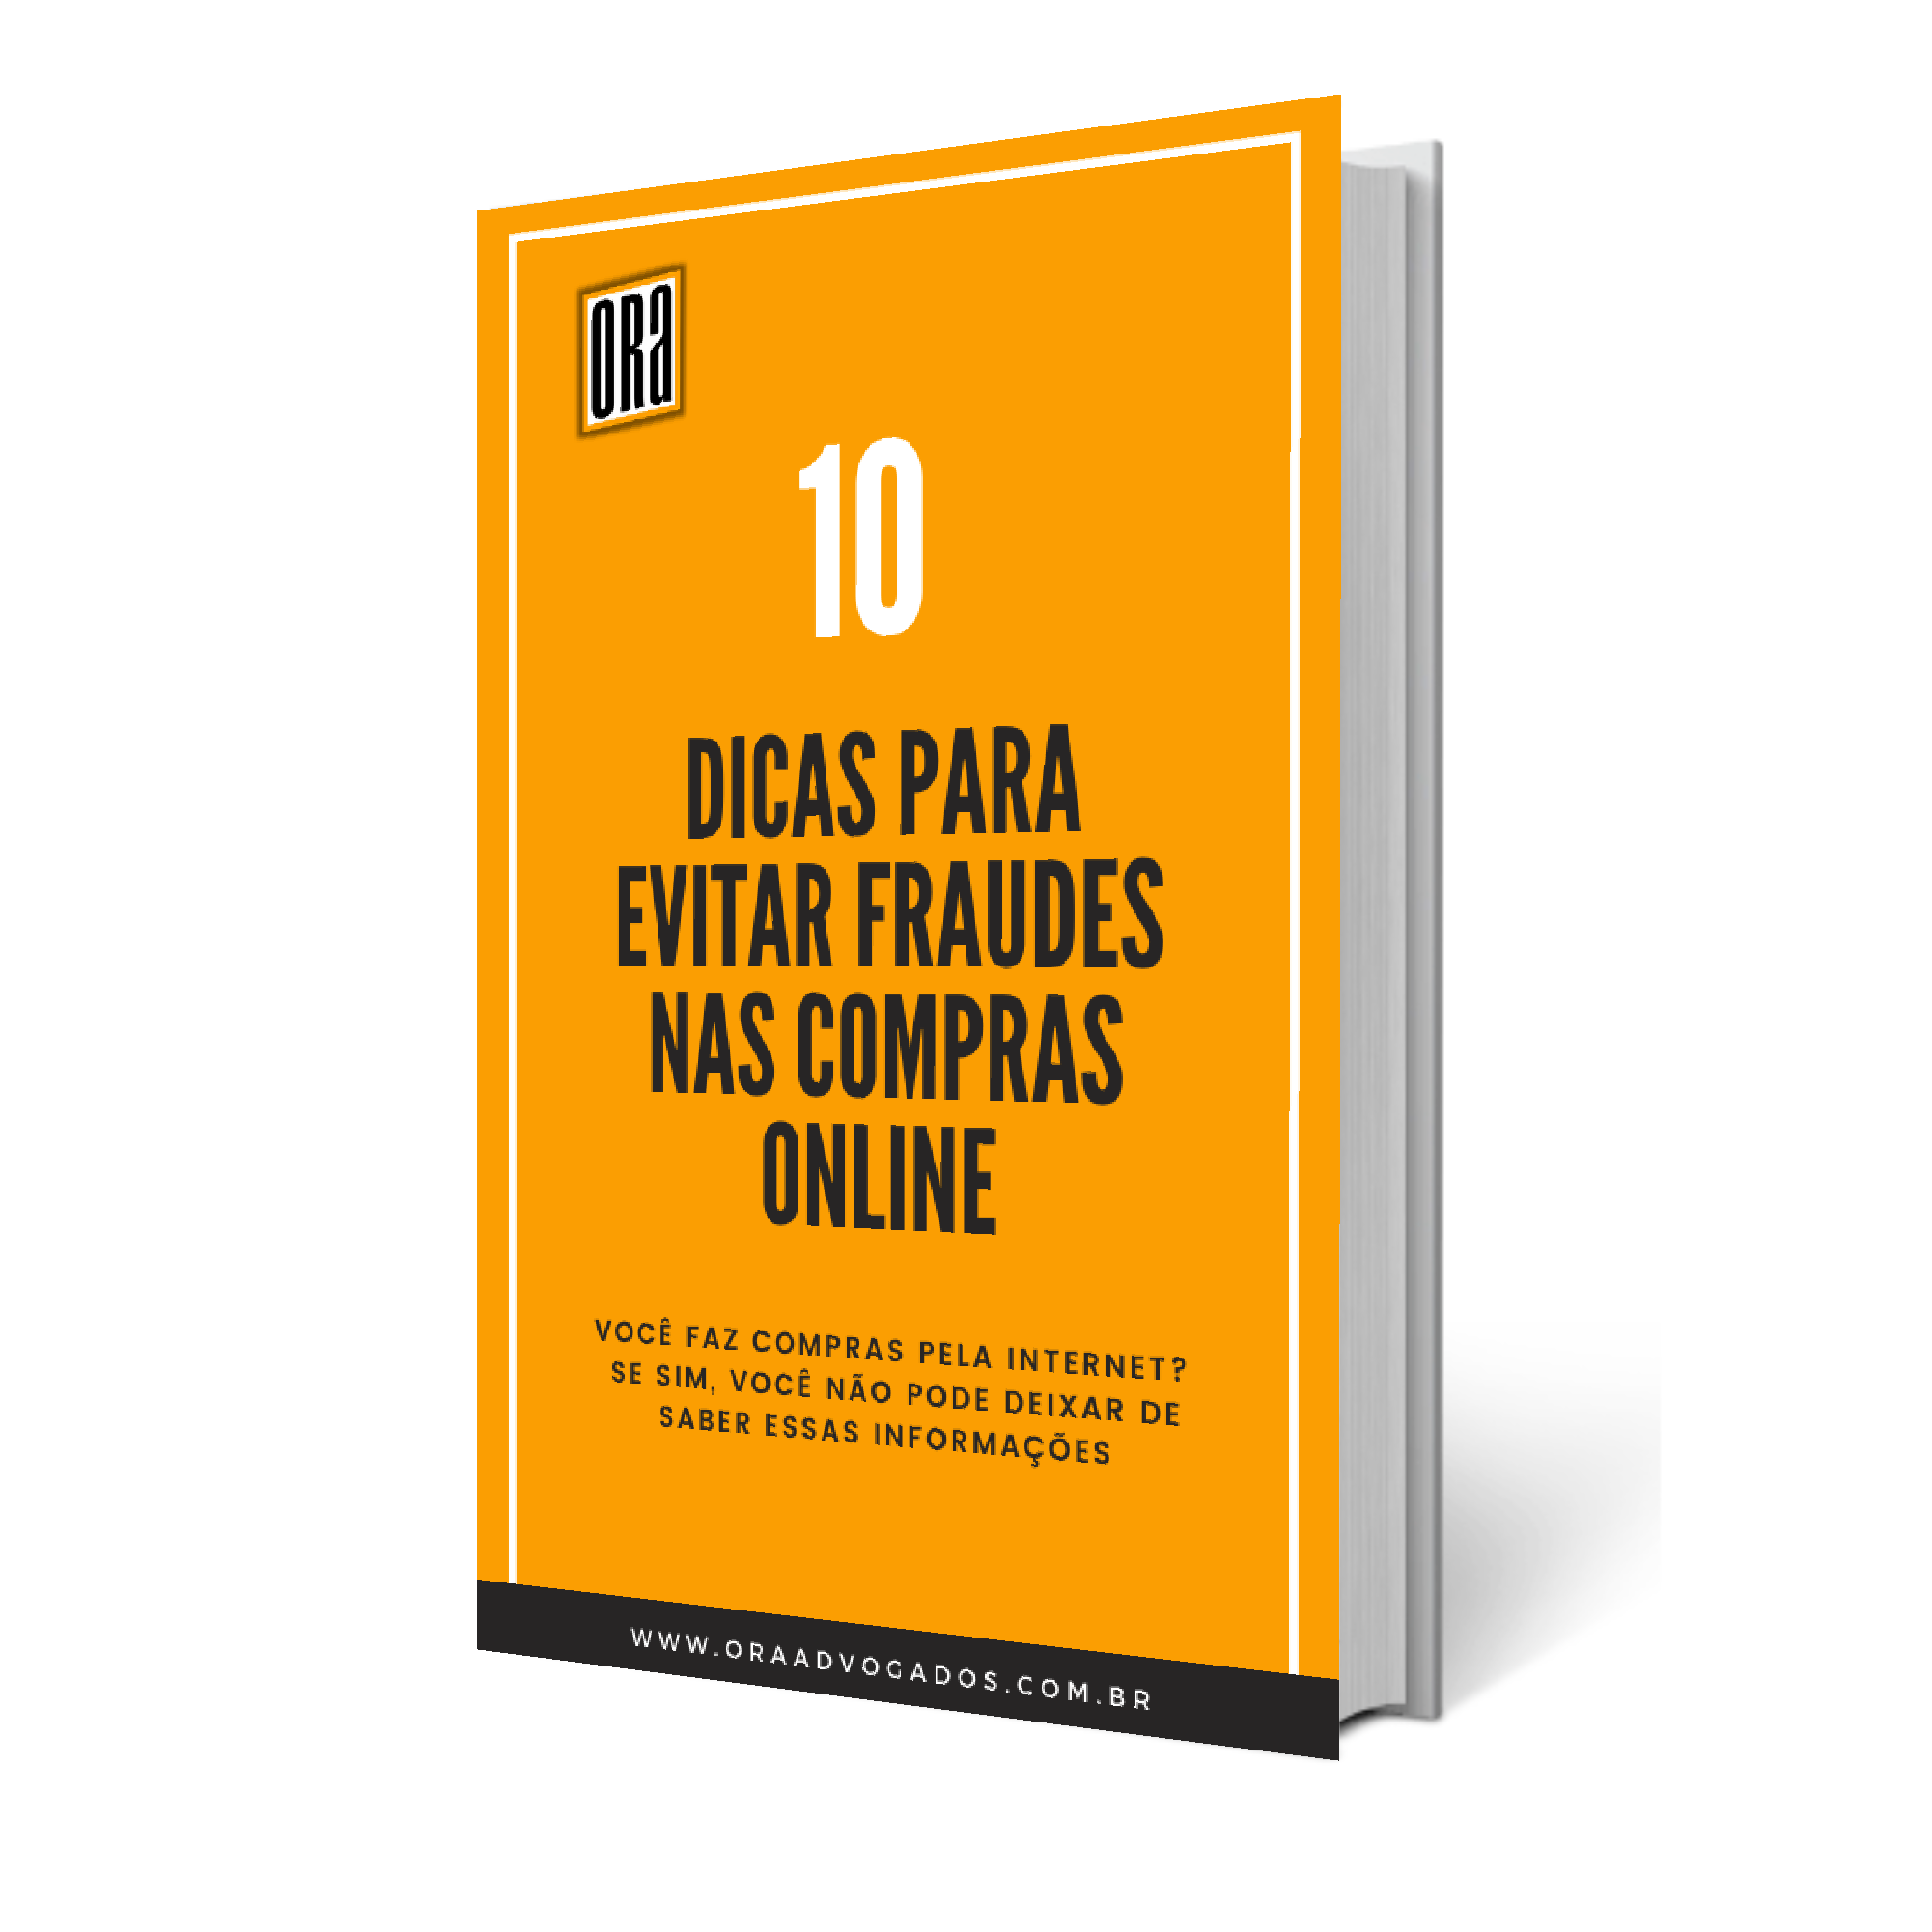 ORa
10
DICAS PARA
EVITAR FRAUDES
NAS COMPRAS
ONLINE
VOCÊ FAZ COMPRAS PELA INTERNET?
SE SIM, VOCÊ NÃO PODE DEIXAR DE
SABER ESSAS INFORMAÇÕES
WWW.ORAADVOGADOS.COM.BR